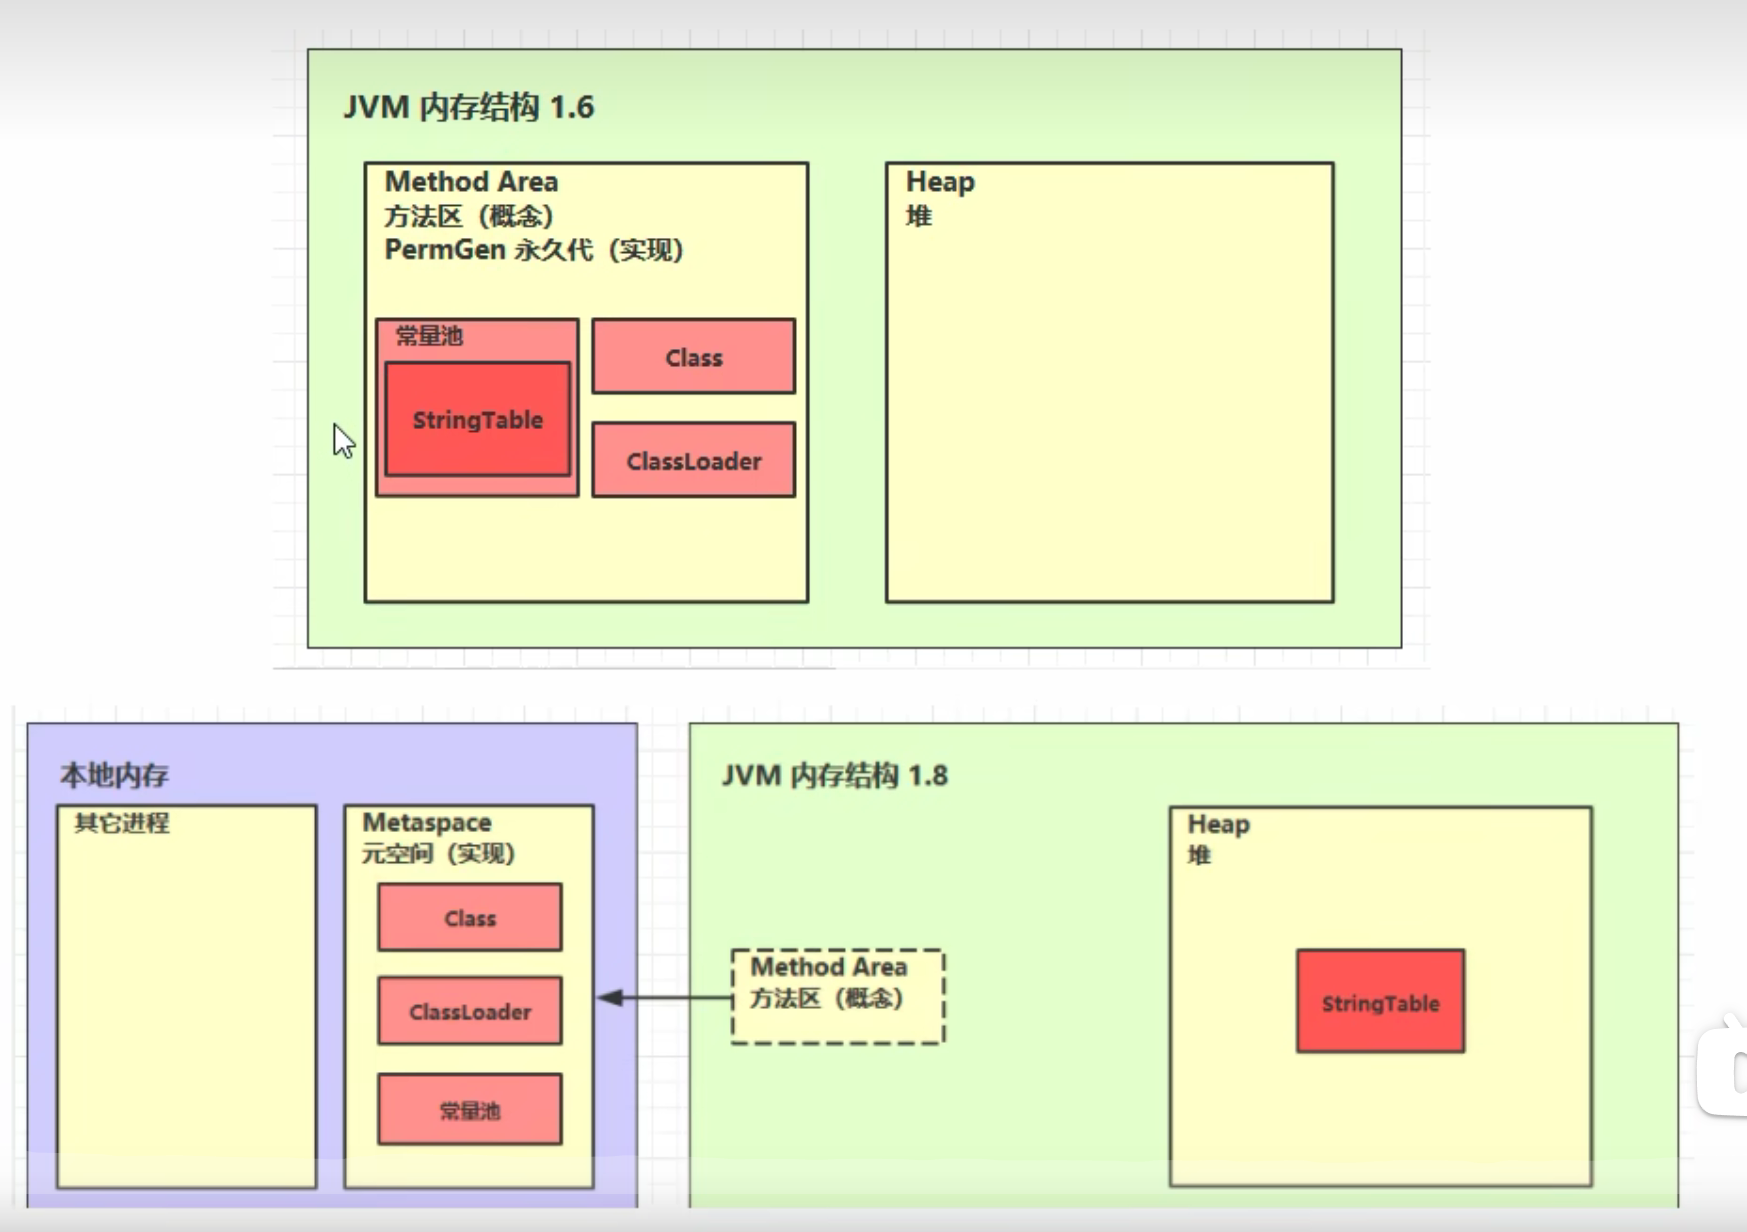 JVM 内存结构 1.6
Method Area
方法区（概念）
PermGen 永久代（实现）
常量池
StringTable
Class
ClassLoader
Heap
堆
本地内存
其它进程
Metaspace
元空间（实现）
Class
ClassLoader
常量池
JVM 内存结构 1.8
Method Area
方法区（概念）
Heap
堆
StringTable